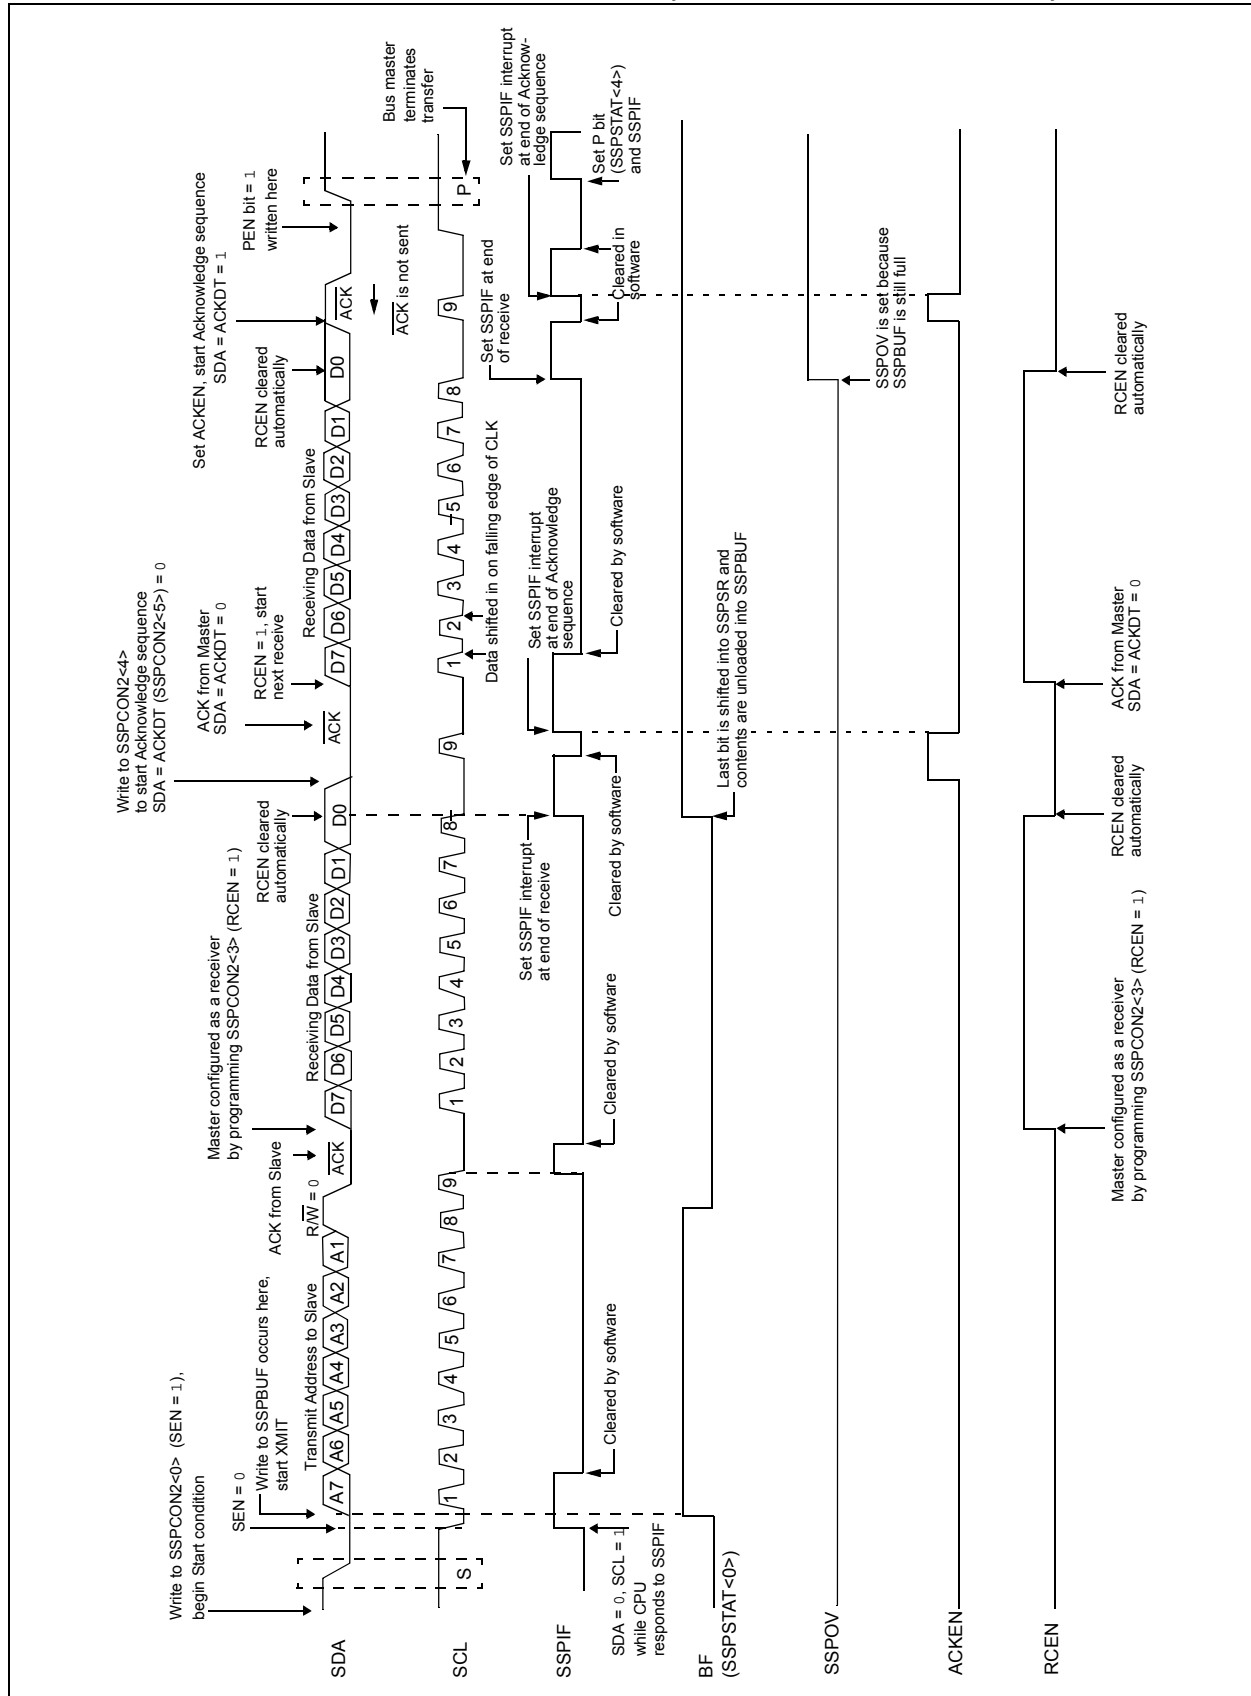 Write to SSPCON2<0> (SEN = 1),
begin Start condition
SEN = 0
Write to SSPBUF occurs here,
start XMIT
ACK from Slave
Master configured as a receiver
by programming SSPCON2<3> (RCEN = 1)
RCEN cleared
automatically
Write to SSPCON2<4>
to start Acknowledge sequence
SDA = ACKDT (SSPCON2<5>) = 0
ACK from Master
SDA = ACKDT = 0
RCEN = 1, start
next receive
RCEN cleared
automatically
Set ACKEN, start Acknowledge sequence
SDA = ACKDT = 1
PEN bit = 1
written here
Transmit Address to Slave
R/W = 0
Receiving Data from Slave
Receiving Data from Slave
SDA
A7 A6 A5 A4 A3 A2 A1 ACK D7 D6 D5 D4 D3 D2 D1 D0 ACK D7 D6 D5 D4 D3 D2 D1 D0 ACK
ACK is not sent
Bus master
terminates
transfer
SCL
S 1 2 3 4 5 6 7 8 9 1 2 3 4 5 6 7 8 9 1 2 3 4 5 6 7 8 9 P
Data shifted in on falling edge of CLK
Set SSPIF interrupt
at end of receive
Set SSPIF interrupt
at end of Acknowledge
sequence
Set SSPIF at end
of receive
Set SSPIF interrupt
at end of Acknow-
ledge sequence
SSPIF
SDA = 0, SCL = 1
while CPU
responds to SSPIF
Cleared by software
Cleared by software
Cleared by software
Cleared by software
Cleared in
software
Set P bit
(SSPSTAT<4>)
and SSPIF
BF
(SSPSTAT<0>)
Last bit is shifted into SSPSR and
contents are unloaded into SSPBUF
SSPOV
SSPOV is set because
SSPBUF is still full
ACKEN
RCEN
Master configured as a receiver
by programming SSPCON2<3> (RCEN = 1)
RCEN cleared
automatically
ACK from Master
SDA = ACKDT = 0
RCEN cleared
automatically